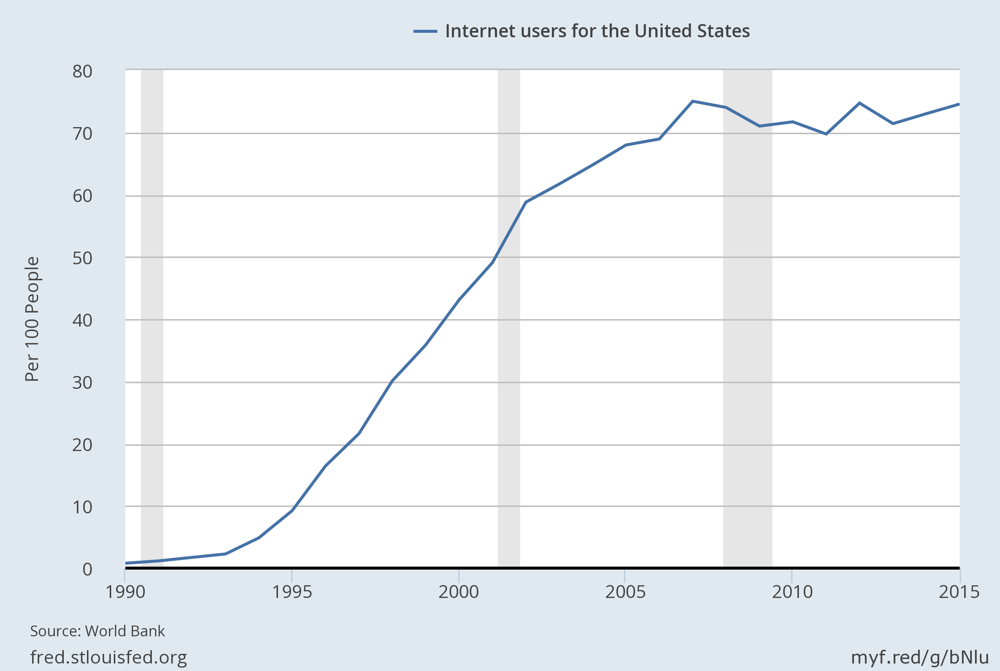 Internet users for the United States
80
70
60
50
40
30
20
10
0
Per 100 People
1990 1995 2000 2005 2010 2015
Source: World Bank
fred.stlouisfed.org
myf.red/g/bNlu